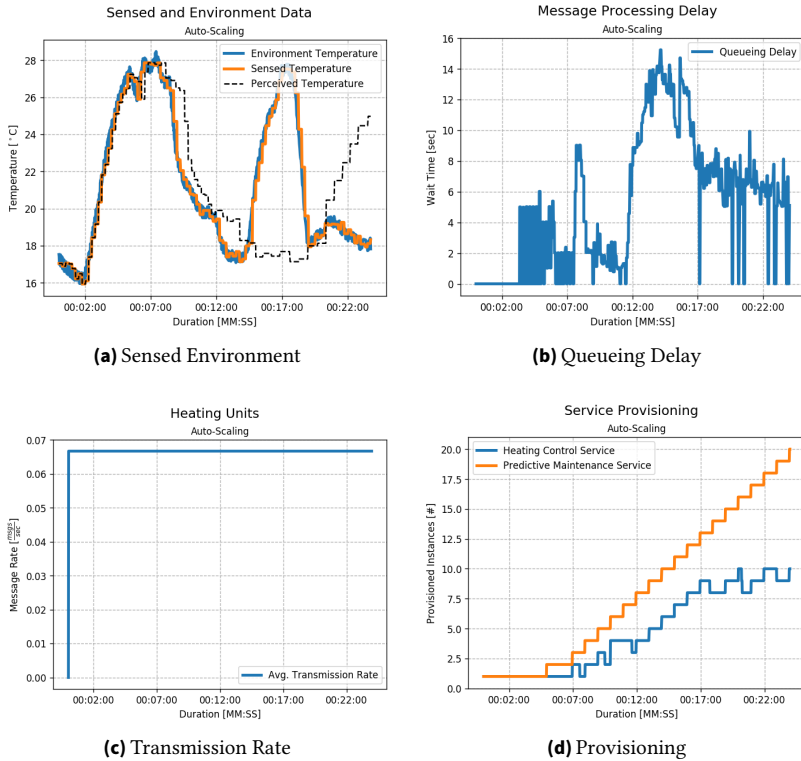 Sensed and Environment Data
Auto-Scaling
28
26
24
22
20
18
16
Temperature [°C]
Environment Temperature
Sensed Temperature
Perceived Temperature
00:02:00 00:07:00 00:12:00 00:17:00 00:22:00
Duration [MM:SS]
(a) Sensed Environment
Message Processing Delay
Auto-Scaling
16
14
12
10
8
6
4
2
0
Wait Time [sec]
Queueing Delay
00:02:00 00:07:00 00:12:00 00:17:00 00:22:00
Duration [MM:SS]
(b) Queueing Delay
Heating Units
Auto-Scaling
0.07
0.06
0.05
0.04
0.03
0.02
0.01
0.00
Message Rate [msgs/sec]
Avg. Transmission Rate
00:02:00 00:07:00 00:12:00 00:17:00 00:22:00
Duration [MM:SS]
(c) Transmission Rate
Service Provisioning
Auto-Scaling
20.0
17.5
15.0
12.5
10.0
7.5
5.0
2.5
0.0
Provisioned Instances [#]
Heating Control Service
Predictive Maintenance Service
00:02:00 00:07:00 00:12:00 00:17:00 00:22:00
Duration [MM:SS]
(d) Provisioning